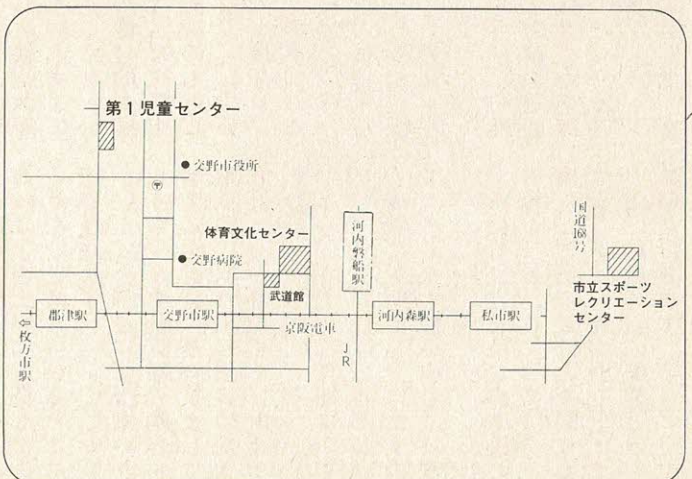 第1児童センター
交野市役所
〒
体育文化センター
交野病院
武道館
河内磐船駅
国道168号
市立スポーツ
レクリエーション
センター
郡津駅
交野市駅
河内森駅
私市駅
京阪電車
⇦枚方市駅
JR